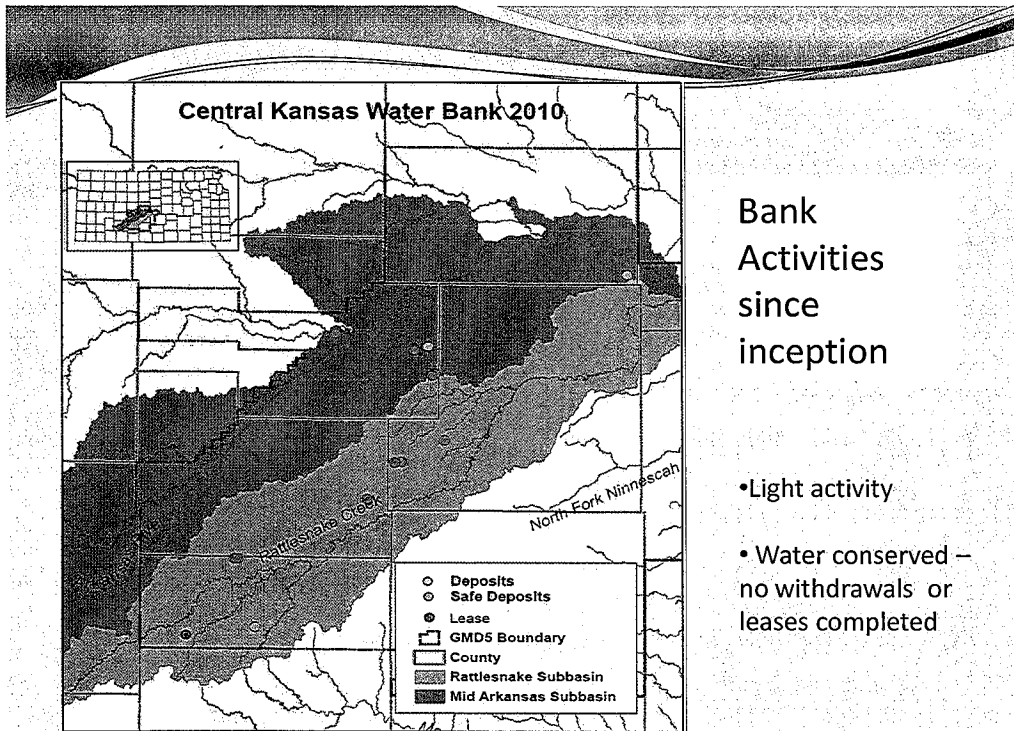 Central Kansas Water Bank 2010
Bank
Activities
since
inception
Rattlesnake Creek
North Fork Ninnescah
•Light activity
• Water conserved –
no withdrawals or
leases completed
Deposits
Safe Deposits
Lease
GMD5 Boundary
County
Rattlesnake Subbasin
Mid Arkansas Subbasin